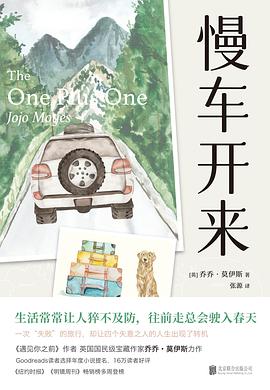 The
One Plus One
Jojo Moyes
慢车开来
[英] 乔乔·莫伊斯 著
张源 译
生活常常让人猝不及防，往前走总会驶入春天
一次“失败”的旅行，却让四个失意之人的人生出现了转机
《遇见你之前》作者 英国国民级宝藏作家乔乔·莫伊斯力作
Goodreads读者选择年度小说提名，16万读者好评
《纽约时报》《明镜周刊》畅销榜多周登榜
北京联合出版公司